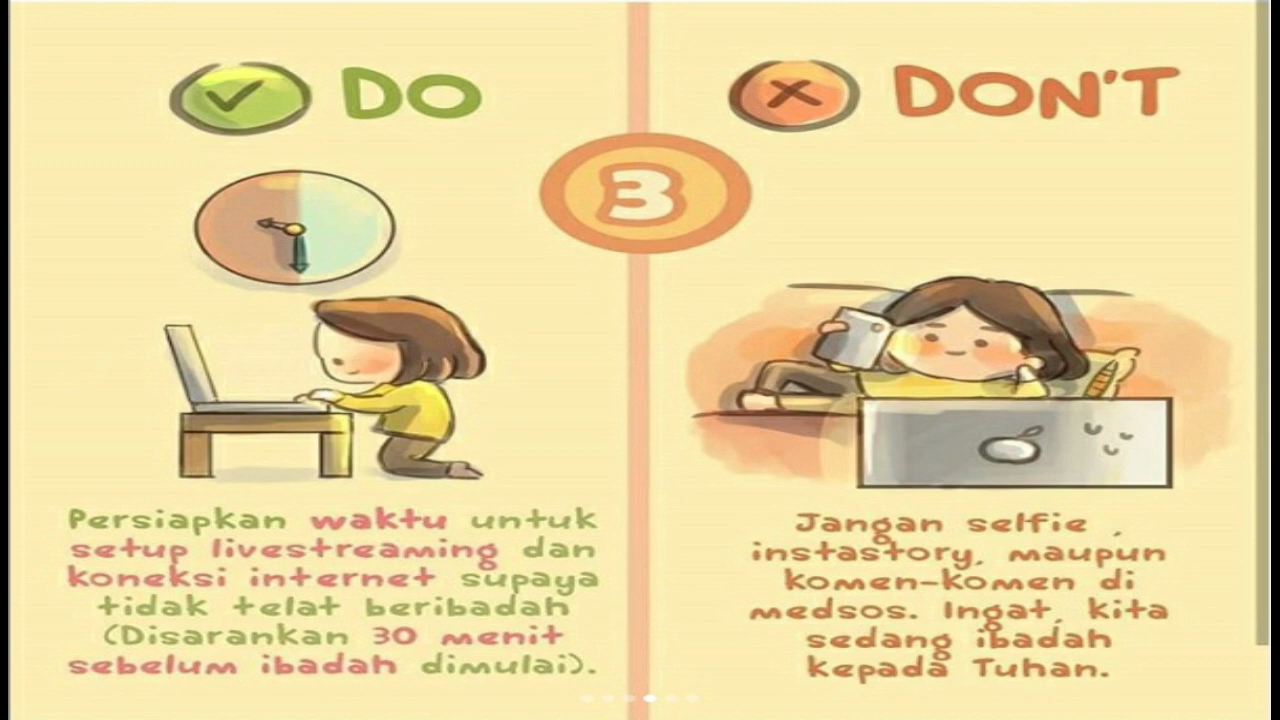 DO
DON'T
3
Persiapkan waktu untuk
setup livestreaming dan
koneksi internet supaya
tidak telat beribadah
(Disarankan 30 menit
sebelum ibadah dimulai).
Jangan selfie ,
instastory, maupun
komen-komen di
medsos. Ingat, kita
sedang ibadah
kepada Tuhan.